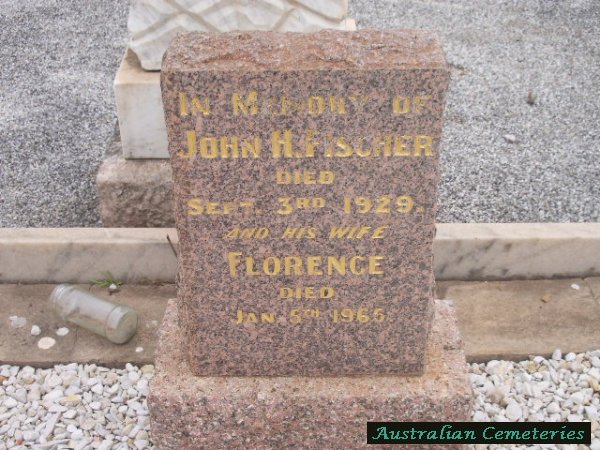 IN MEMORY OF
JOHN H. FISCHER
DIED
SEPT. 3RD 1929.
AND HIS WIFE
FLORENCE
DIED
JAN. 5TH 1965
Australian Cemeteries